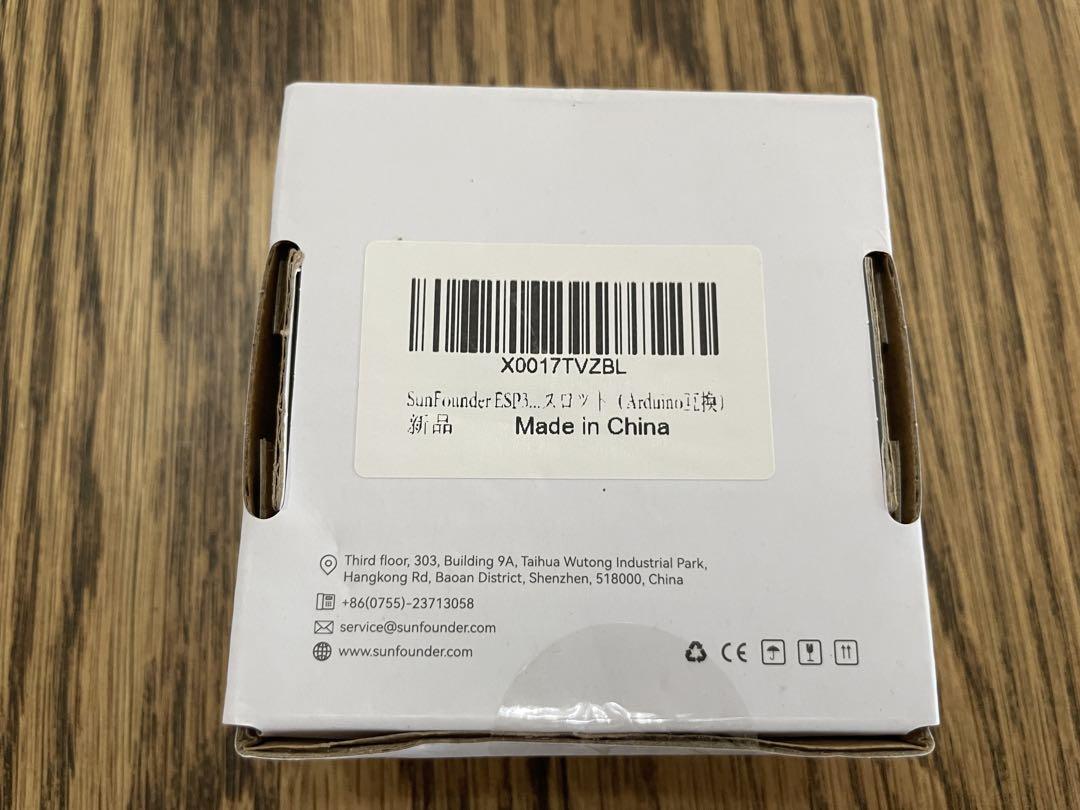 X0017TVZBL
SunFounder ESP3...スロット（Arduino互換）
新品 Made in China
Third floor, 303, Building 9A, Taihua Wutong Industrial Park,
Hangkong Rd, Baoan District, Shenzhen, 518000, China
+86(0755)-23713058
service@sunfounder.com
www.sunfounder.com
CE